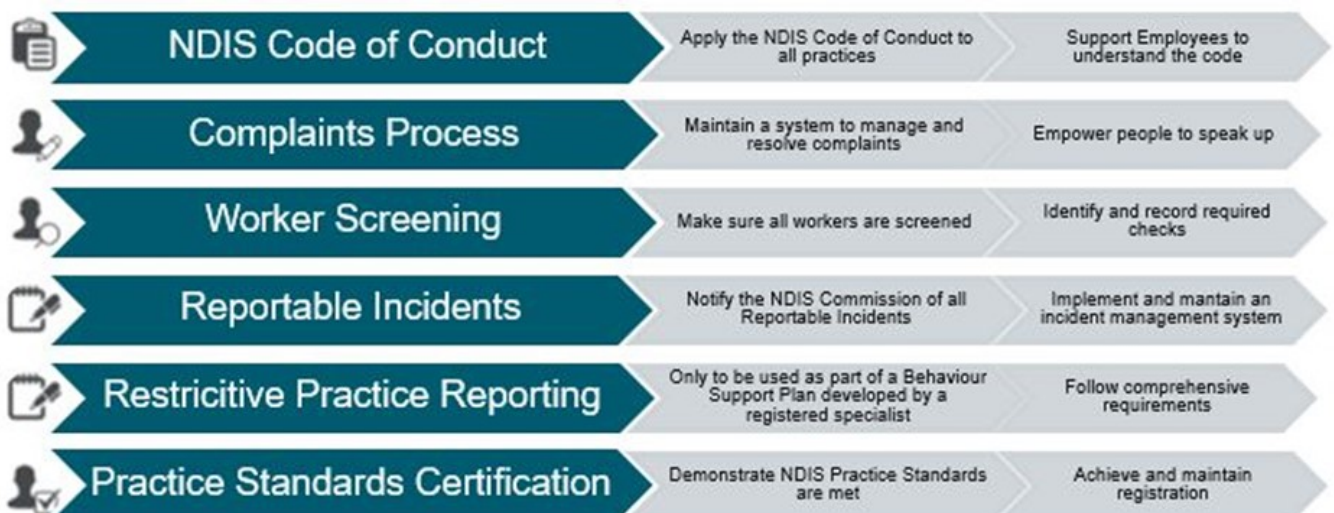 NDIS Code of Conduct
Apply the NDIS Code of Conduct to
all practices
Support Employees to
understand the code
Complaints Process
Maintain a system to manage and
resolve complaints
Empower people to speak up
Worker Screening
Make sure all workers are screened
Identify and record required
checks
Reportable Incidents
Notify the NDIS Commission of all
Reportable Incidents
Implement and mantain an
incident management system
Restricitive Practice Reporting
Only to be used as part of a Behaviour
Support Plan developed by a
registered specialist
Follow comprehensive
requirements
Practice Standards Certification
Demonstrate NDIS Practice Standards
are met
Achieve and maintain
registration